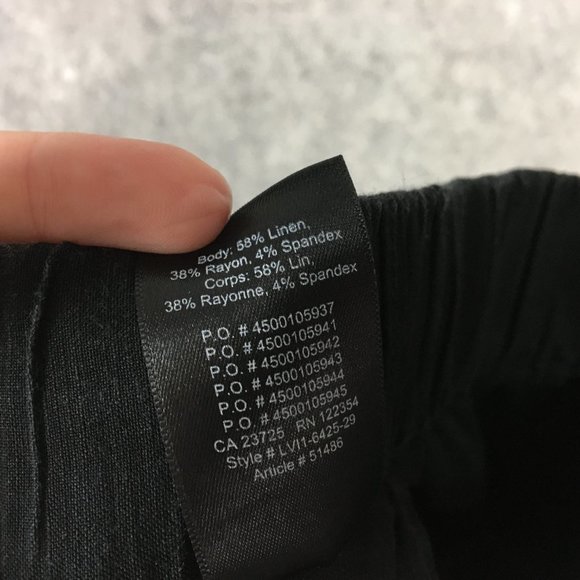 Body: 58% Linen,
38% Rayon, 4% Spandex
Corps: 58% Lin,
38% Rayonne, 4% Spandex
P.O. # 4500105937
P.O. # 4500105941
P.O. # 4500105942
P.O. # 4500105943
P.O. # 4500105944
P.O. # 4500105945
CA 23725 RN 122354
Style # LVI1-6425-29
Article # 51486